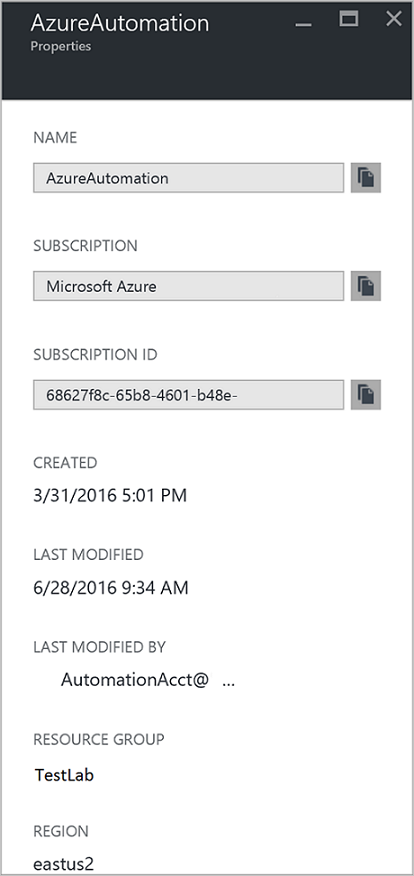 AzureAutomation
Properties
NAME
AzureAutomation
SUBSCRIPTION
Microsoft Azure
SUBSCRIPTION ID
68627f8c-65b8-4601-b48e-
CREATED
3/31/2016 5:01 PM
LAST MODIFIED
6/28/2016 9:34 AM
LAST MODIFIED BY
AutomationAcct@ ...
RESOURCE GROUP
TestLab
REGION
eastus2